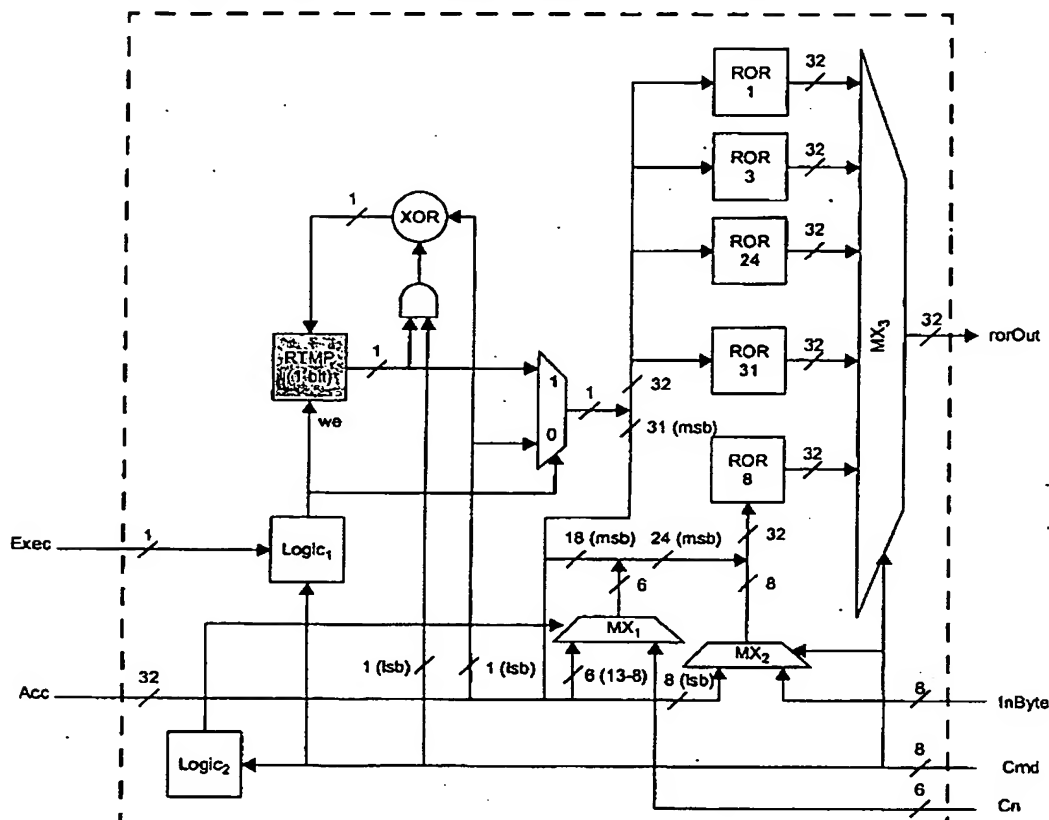 ROR
1
32
ROR
3
32
ROR
24
32
ROR
31
32
ROR
8
32
MX3
32
rorOut
1
XOR
RTMP
(1-bit)
1
we
1
0
1
32
31 (msb)
Exec
1
Logic1
18 (msb)
24 (msb)
32
6
8
MX1
MX2
1 (lsb)
1 (lsb)
6 (13-8)
8 (lsb)
Acc
32
8
InByte
Logic2
8
Cmd
6
Cn